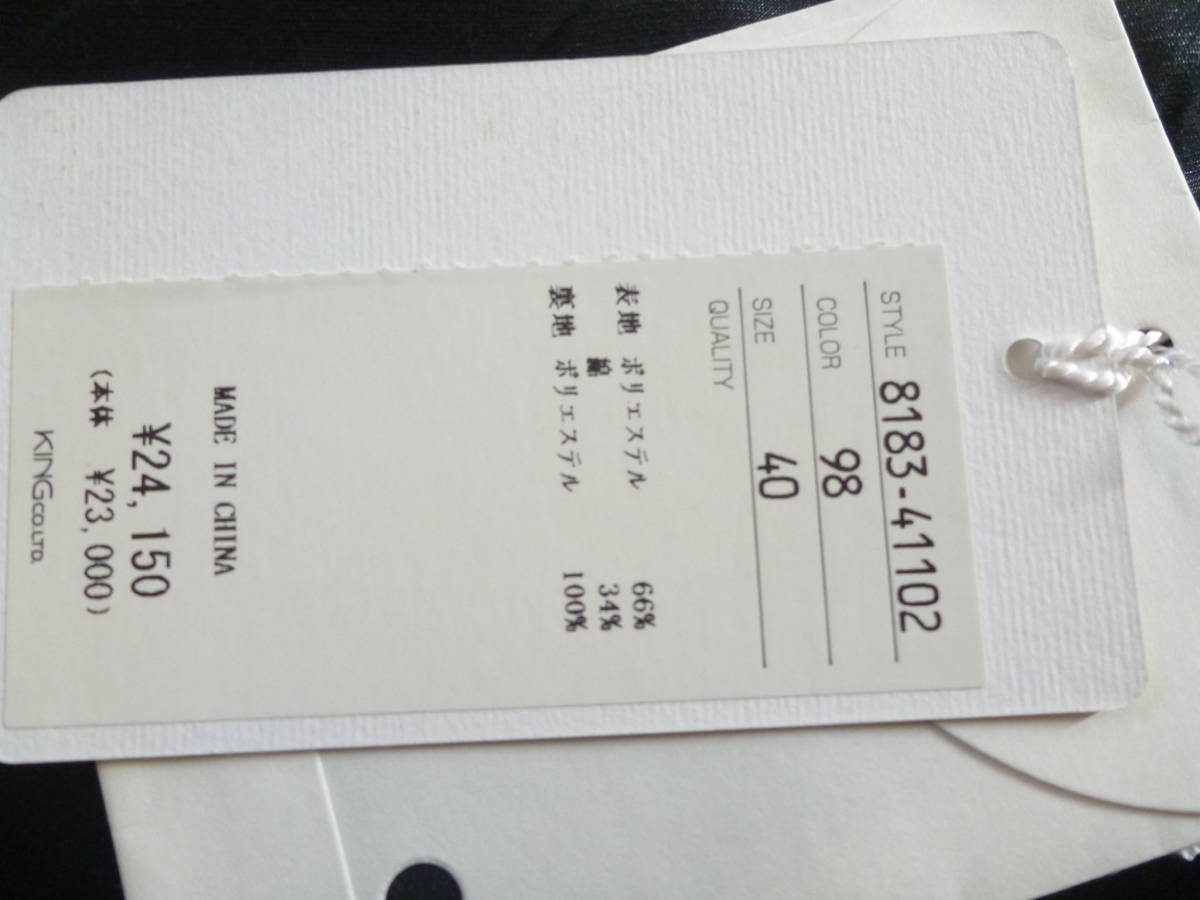 STYLE 8183-41102
COLOR 98
SIZE 40
QUALITY
表地 ポリエステル 66%
綿 34%
裏地 ポリエステル 100%
MADE IN CHINA
¥24,150
(本体 ¥23,000)
KING CO.LTD.